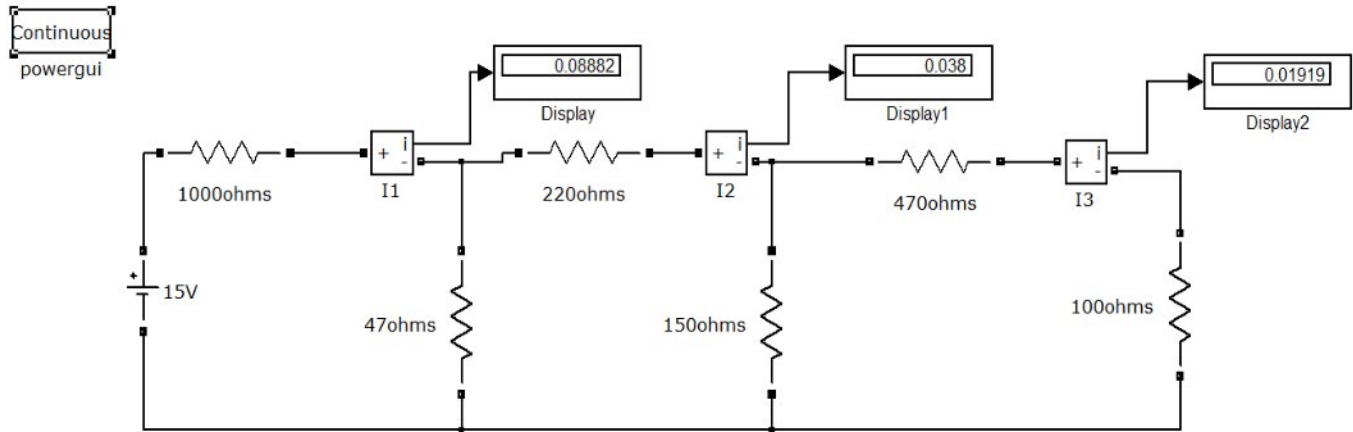 Continuous
powergui
0.08882
Display
0.038
Display1
0.01919
Display2
1000ohms
+
i
-
I1
220ohms
+
i
-
I2
470ohms
+
i
-
I3
+
15V
47ohms
150ohms
100ohms